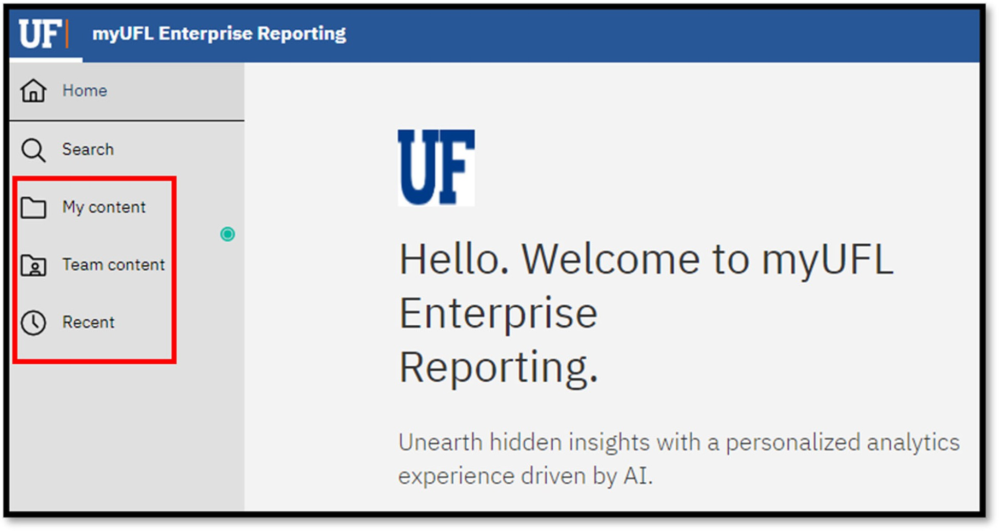 UF myUFL Enterprise Reporting
Home
Search
My content
Team content
Recent
UF
Hello. Welcome to myUFL
Enterprise
Reporting.
Unearth hidden insights with a personalized analytics
experience driven by AI.